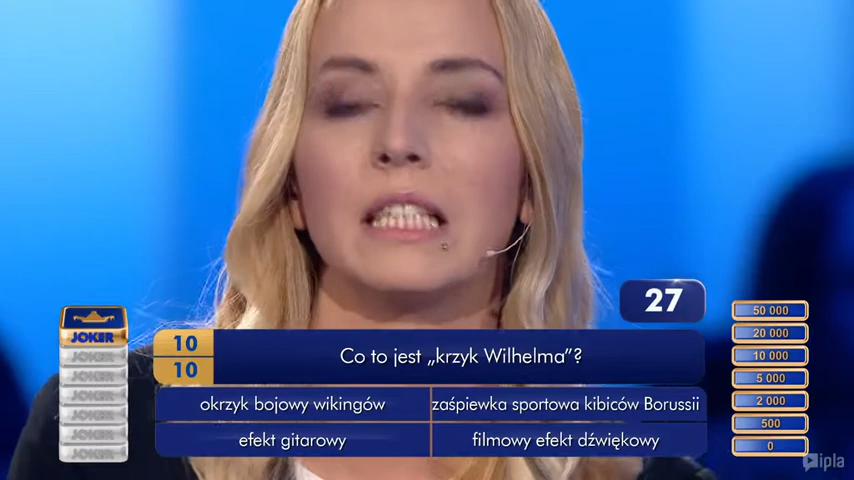 27
JOKER
JOKER
JOKER
JOKER
JOKER
JOKER
JOKER
10
10
Co to jest „krzyk Wilhelma”?
okrzyk bojowy wikingów
zaśpiewka sportowa kibiców Borussii
efekt gitarowy
filmowy efekt dźwiękowy
50 000
20 000
10 000
5 000
2 000
500
0
ipla